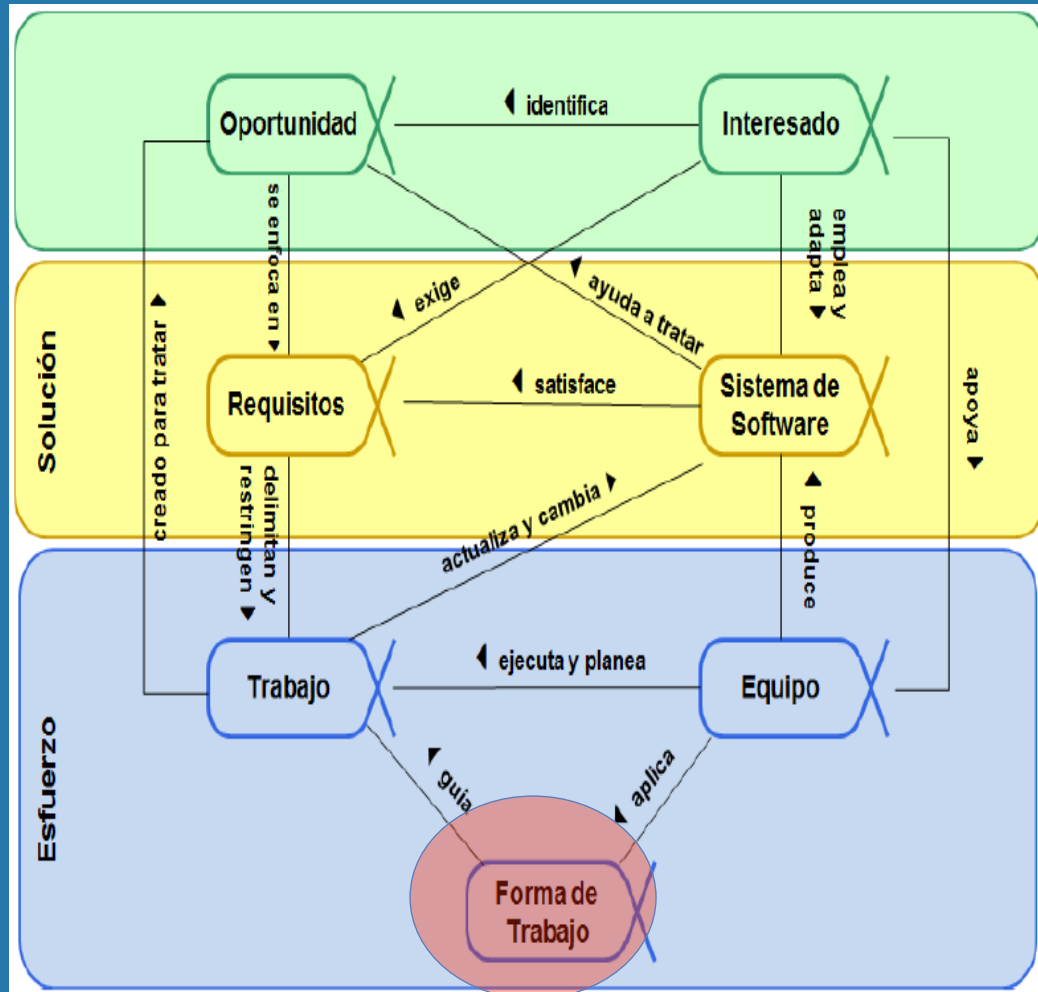 Oportunidad
identifica
Interesado
se enfoca en
emplea y
adapta
exige
ayuda a tratar
Solución
creado para tratar
Requisitos
satisface
Sistema de
Software
apoya
delimitan y
restringen
actualiza y cambia
produce
Esfuerzo
Trabajo
ejecuta y planea
Equipo
guia
aplica
Forma de
Trabajo